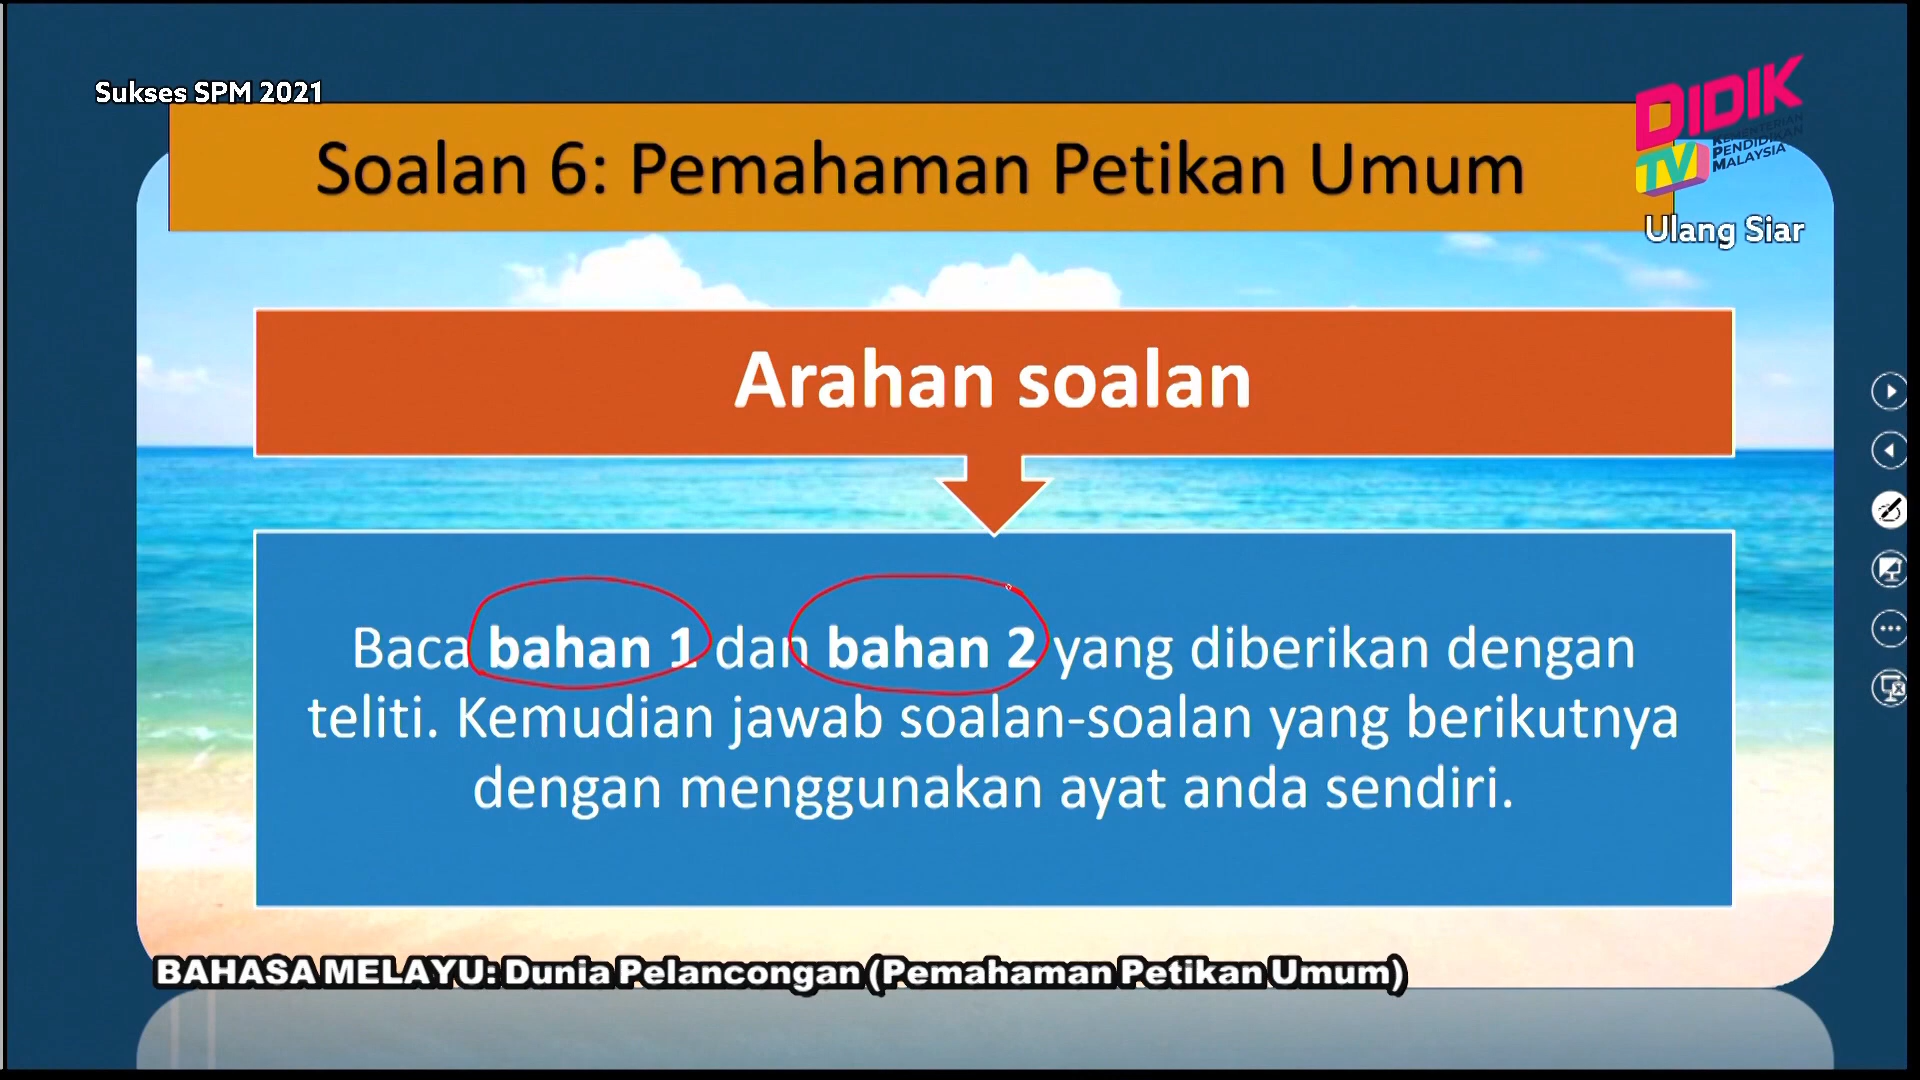 Sukses SPM 2021
DIDIK
TV
KEMENTERIAN
PENDIDIKAN
MALAYSIA
Ulang Siar
Soalan 6: Pemahaman Petikan Umum
Arahan soalan
Baca bahan 1 dan bahan 2 yang diberikan dengan
teliti. Kemudian jawab soalan-soalan yang berikutnya
dengan menggunakan ayat anda sendiri.
BAHASA MELAYU: Dunia Pelancongan (Pemahaman Petikan Umum)